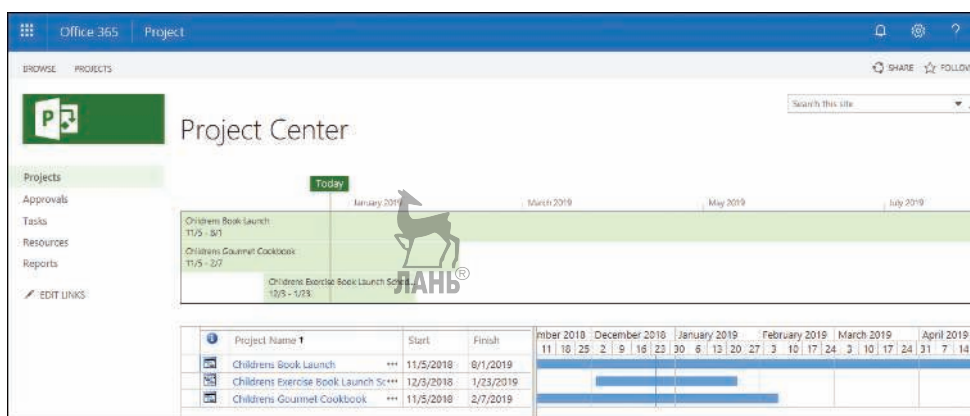 Office 365 Project
BROWSE PROJECTS SHARE FOLLOW
Search this site
Project Center
Projects
Approvals
Tasks
Resources
Reports
EDIT LINKS
Today
January 2019 March 2019 May 2019 July 2019
Childrens Book Launch
11/5 - 8/1
Childrens Gourmet Cookbook
11/5 - 2/7
Childrens Exercise Book Launch Sched...
12/3 - 1/23
ЛАНЬ®
Project Name Start Finish mber 2018 December 2018 January 2019 February 2019 March 2019 April 2019
11 18 25 2 9 16 23 30 6 13 20 27 3 10 17 24 3 10 17 24 31 7 14
Childrens Book Launch ... 11/5/2018 8/1/2019
Childrens Exercise Book Launch Sc... 12/3/2018 1/23/2019
Childrens Gourmet Cookbook ... 11/5/2018 2/7/2019